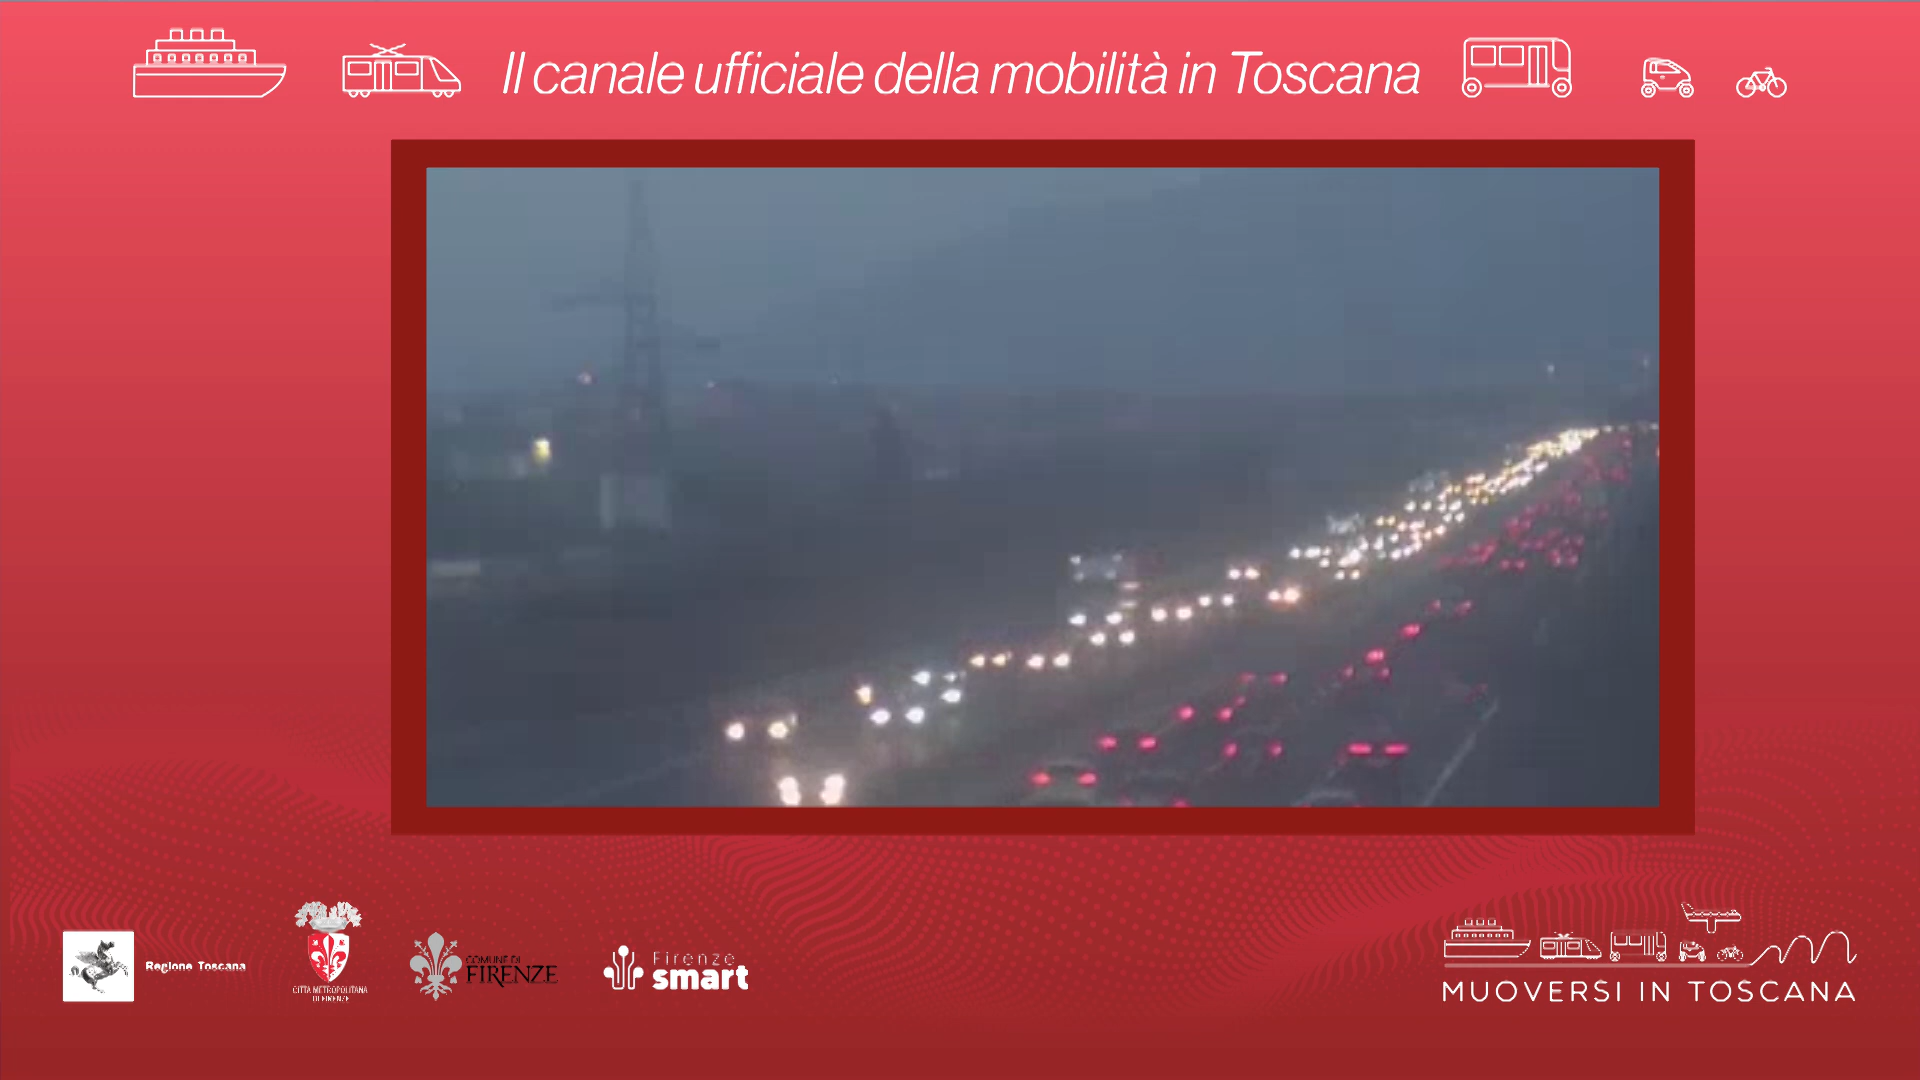 Il canale ufficiale della mobilità in Toscana
Regione Toscana
CITTÀ METROPOLITANA
DI FIRENZE
COMUNE DI
FIRENZE
Firenze
smart
MUOVERSI IN TOSCANA